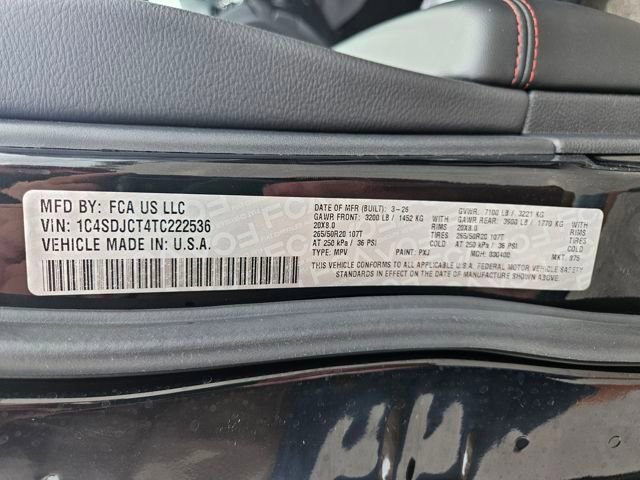 MFD BY: FCA US LLC
VIN: 1C4SDJCT4TC222536
VEHICLE MADE IN: U.S.A.
DATE OF MFR (BUILT): 3-26 GVWR: 7100 LB / 3221 KG
GAWR FRONT: 3200 LB / 1452 KG WITH GAWR REAR: 3900 LB / 1770 KG WITH
20X8.0 RIMS 20X8.0 RIMS
265/50R20 107T TIRES 265/50R20 107T TIRES
AT 250 kPa / 36 PSI COLD AT 250 kPa / 36 PSI COLD
TYPE: MPV PAINT: PXJ MDH: 030400 MKT: 975
THIS VEHICLE CONFORMS TO ALL APPLICABLE U.S.A. FEDERAL MOTOR VEHICLE SAFETY
STANDARDS IN EFFECT ON THE DATE OF MANUFACTURE SHOWN ABOVE